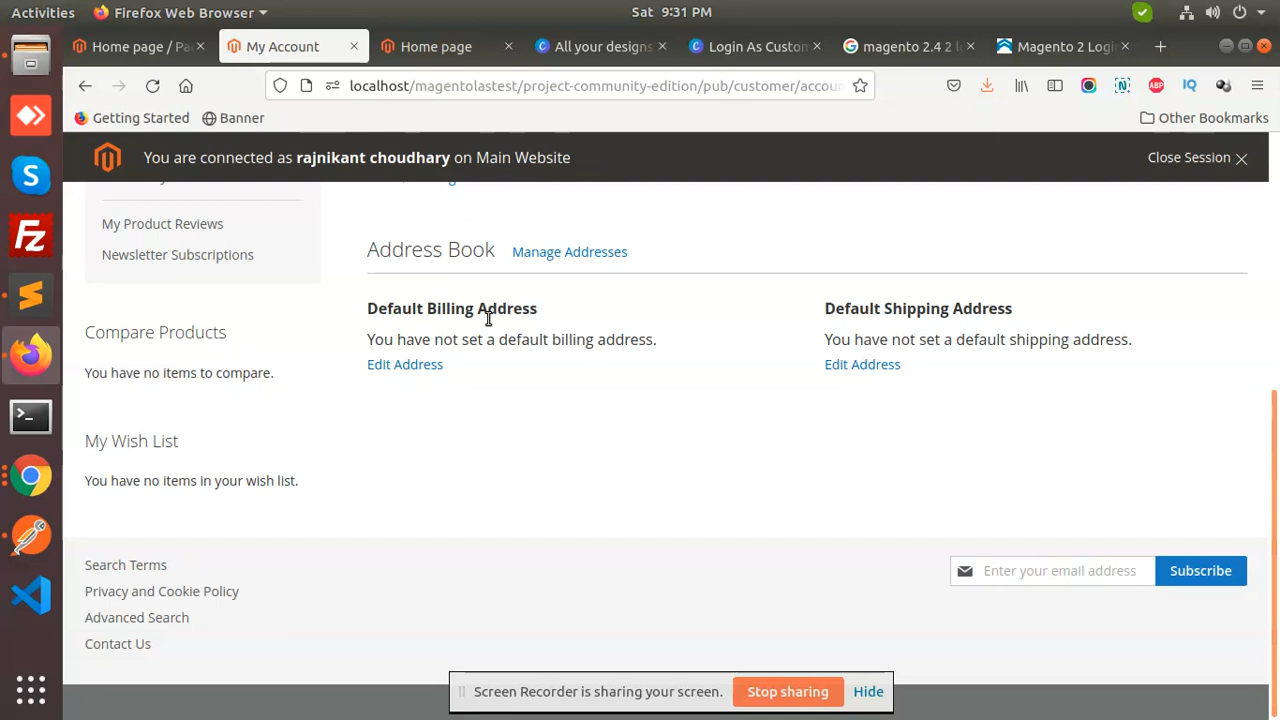 Activities
Firefox Web Browser
Sat 9:31 PM
Home page / Pa
My Account
Home page
All your designs
Login As Custom
magento 2.4 2 l
Magento 2 Logi
localhost/magentolastest/project-community-edition/pub/customer/accou
Getting Started
Banner
Other Bookmarks
You are connected as rajnikant choudhary on Main Website
Close Session
My Product Reviews
Newsletter Subscriptions
Address Book
Manage Addresses
Default Billing Address
Default Shipping Address
You have not set a default billing address.
You have not set a default shipping address.
Edit Address
Edit Address
Compare Products
You have no items to compare.
My Wish List
You have no items in your wish list.
Search Terms
Privacy and Cookie Policy
Advanced Search
Contact Us
Enter your email address
Subscribe
Screen Recorder is sharing your screen.
Stop sharing
Hide